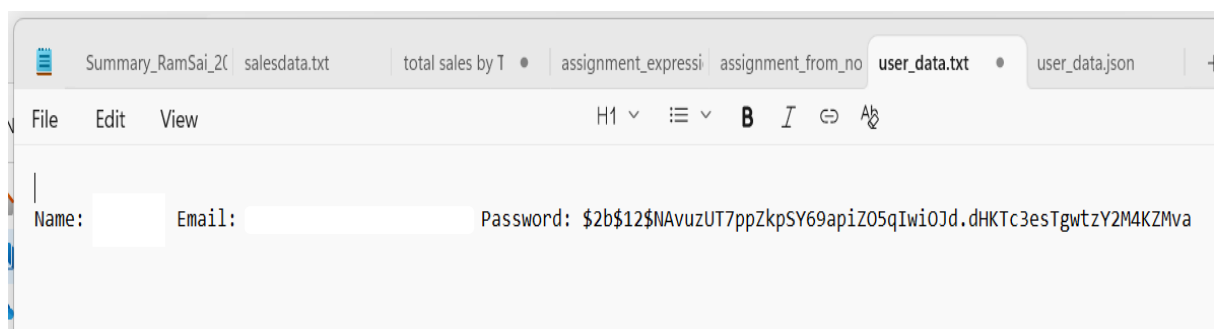 Summary_RamSai_20 salesdata.txt total sales by T assignment_expressi assignment_from_no user_data.txt user_data.json +
File Edit View H1 B I
Name: Email: Password: $2b$12$NAvuzUT7ppZkpSY69apiZO5qIwiOJd.dHKTc3esTgwtzY2M4KZMva